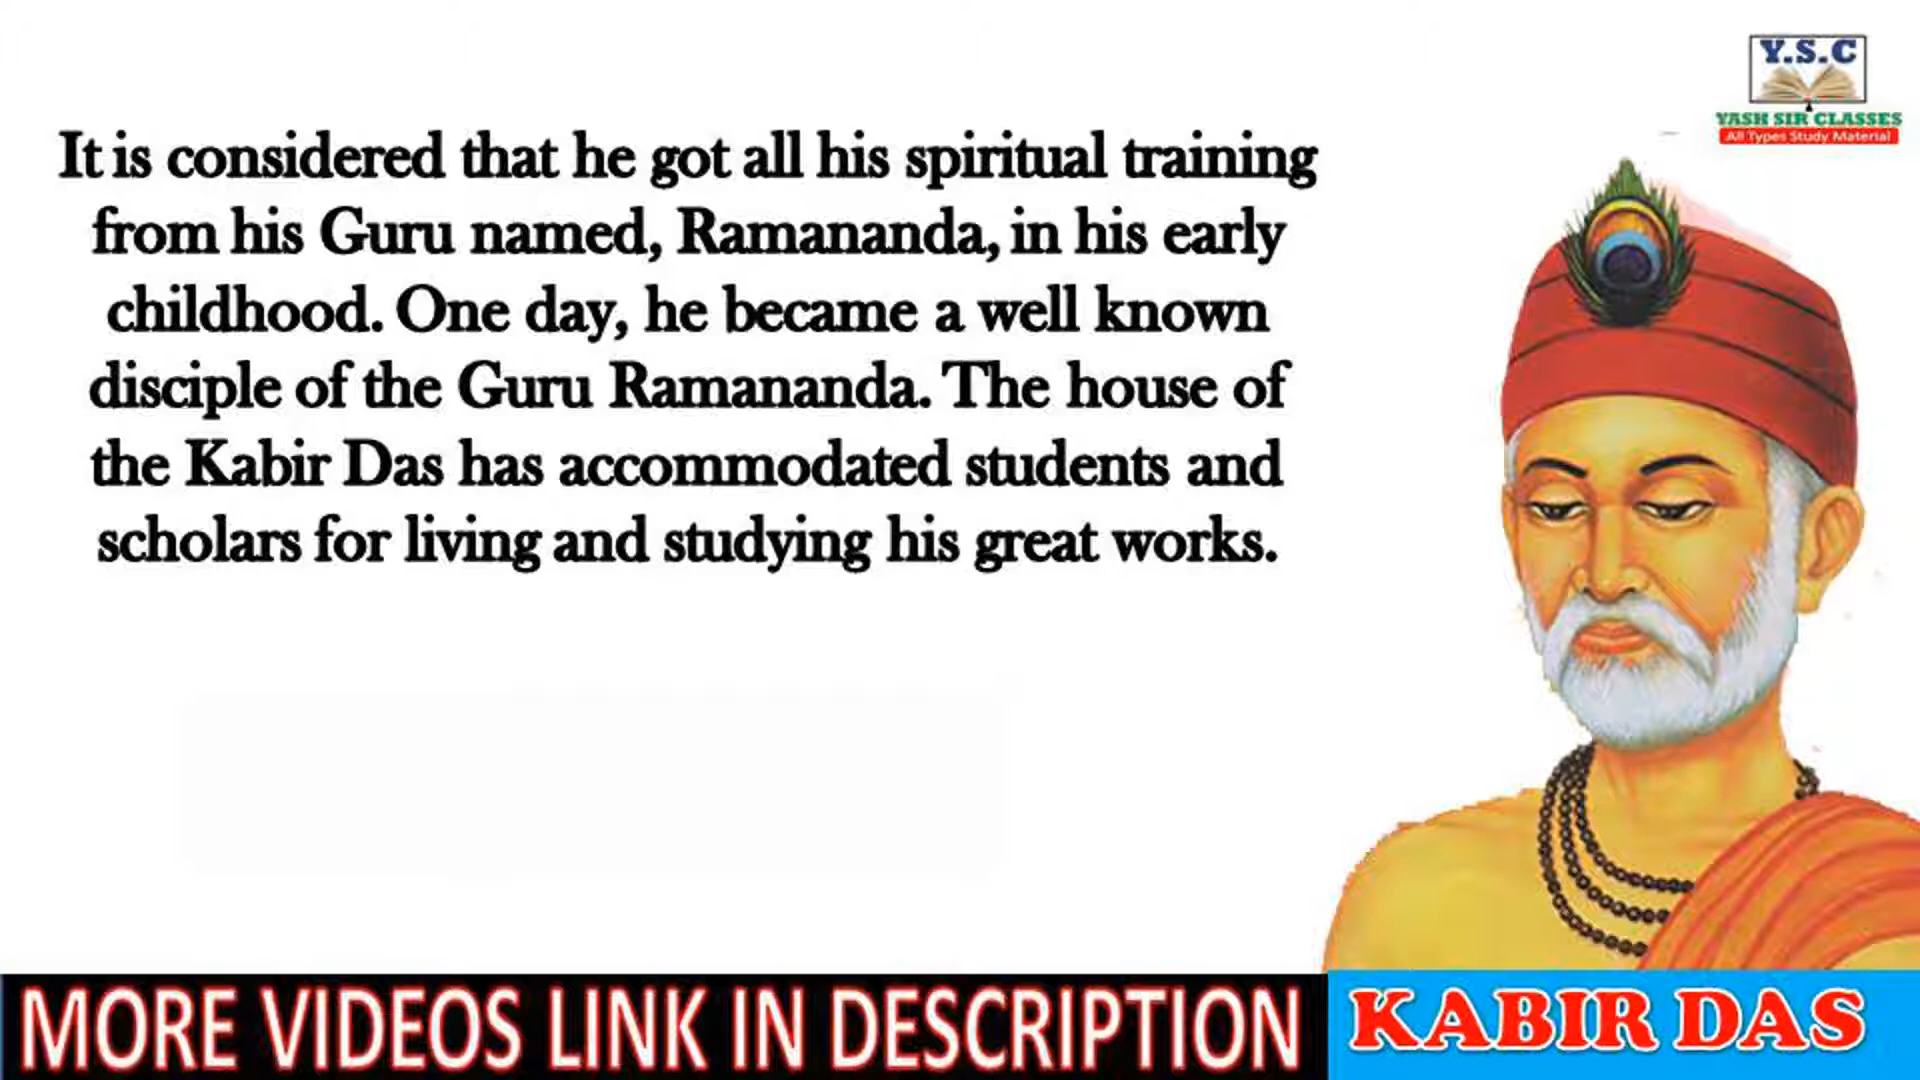 Y.S.C
YASH SIR CLASSES
All Types Study Material
It is considered that he got all his spiritual training
from his Guru named, Ramananda, in his early
childhood. One day, he became a well known
disciple of the Guru Ramananda. The house of
the Kabir Das has accommodated students and
scholars for living and studying his great works.
MORE VIDEOS LINK IN DESCRIPTION
KABIR DAS